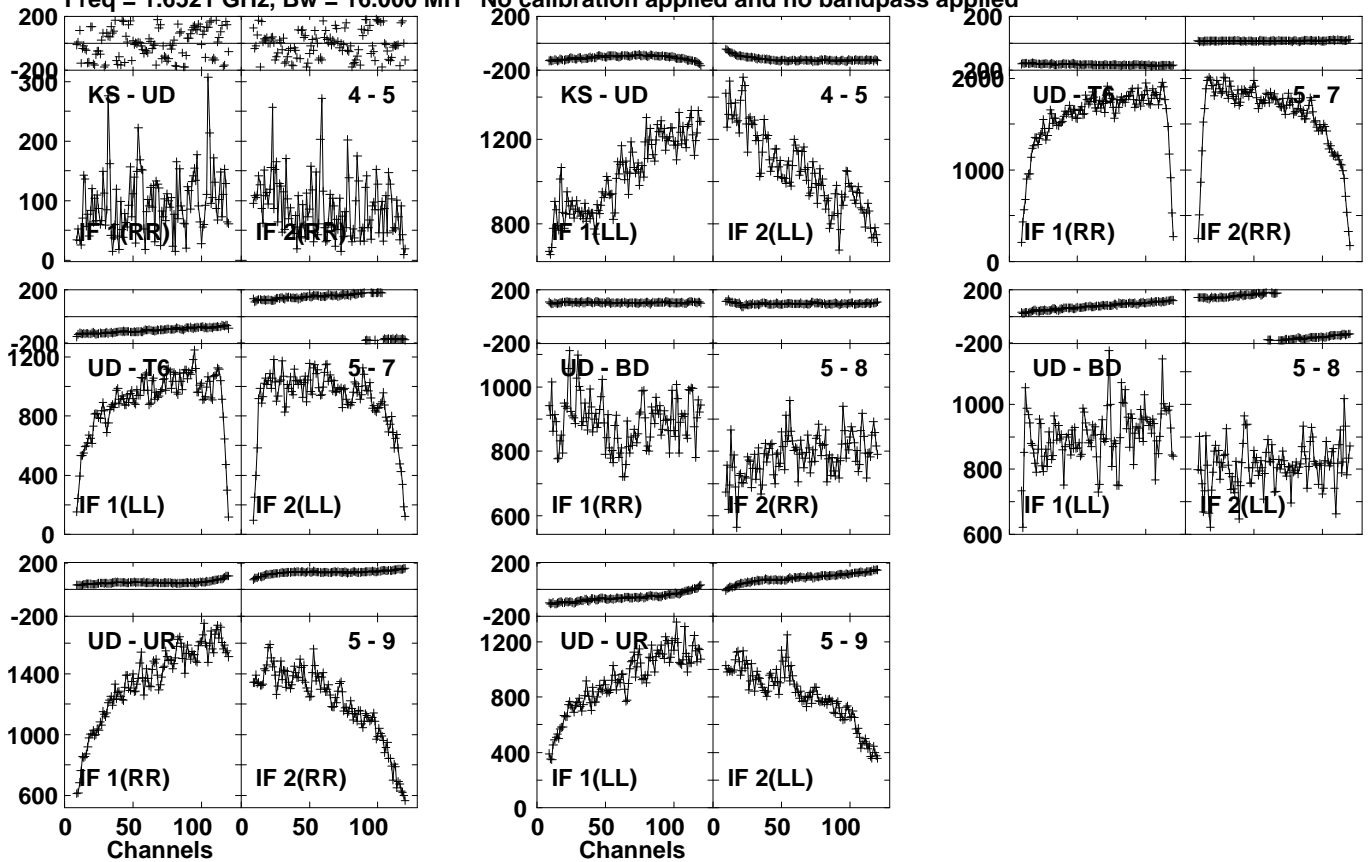 Freq = 1.6521 GHz, Bw = 16.000 MH No calibration applied and no bandpass applied
200
-200
300
200
100
0
KS - UD 4 - 5
IF 1(RR) IF 2(RR)
200
-200
1200
800
KS - UD 4 - 5
IF 1(LL) IF 2(LL)
200
-200
2000
1000
0
UD - T6 5 - 7
IF 1(RR) IF 2(RR)
200
-200
1200
800
400
0
UD - T6 5 - 7
IF 1(LL) IF 2(LL)
200
-200
1000
800
600
UD - BD 5 - 8
IF 1(RR) IF 2(RR)
200
-200
1000
800
600
UD - BD 5 - 8
IF 1(LL) IF 2(LL)
200
-200
1400
1000
600
UD - UR 5 - 9
IF 1(RR) IF 2(RR)
0 50 100 0 50 100
Channels
200
-200
1200
800
400
0
UD - UR 5 - 9
IF 1(LL) IF 2(LL)
0 50 100 0 50 100
Channels